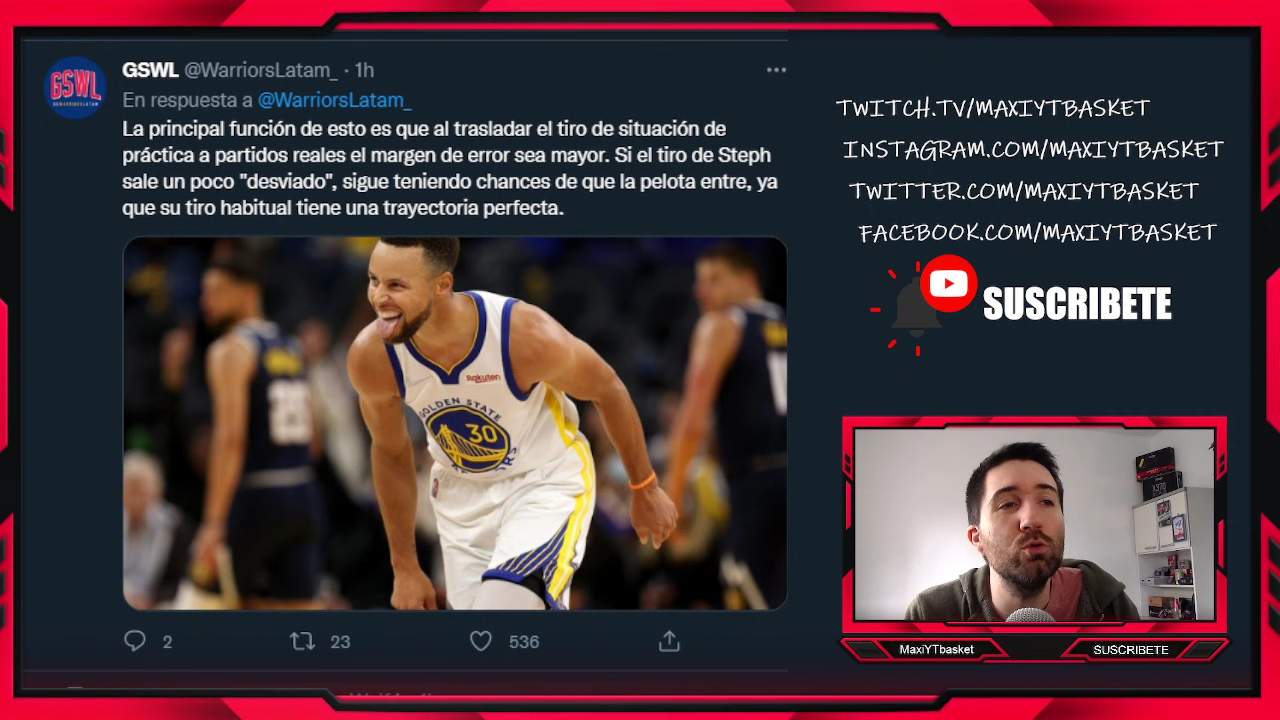 GSWL @WarriorsLatam_ · 1h
En respuesta a @WarriorsLatam_
La principal función de esto es que al trasladar el tiro de situación de
práctica a partidos reales el margen de error sea mayor. Si el tiro de Steph
sale un poco "desviado", sigue teniendo chances de que la pelota entre, ya
que su tiro habitual tiene una trayectoria perfecta.
GSWL
Rakuten
GOLDEN STATE
30
WARRIORS
2 23 536
TWITCH.TV/MAXIYTBASKET
INSTAGRAM.COM/MAXIYTBASKET
TWITTER.COM/MAXIYTBASKET
FACEBOOK.COM/MAXIYTBASKET
SUSCRIBETE
X370
MaxiYTbasket
SUSCRIBETE